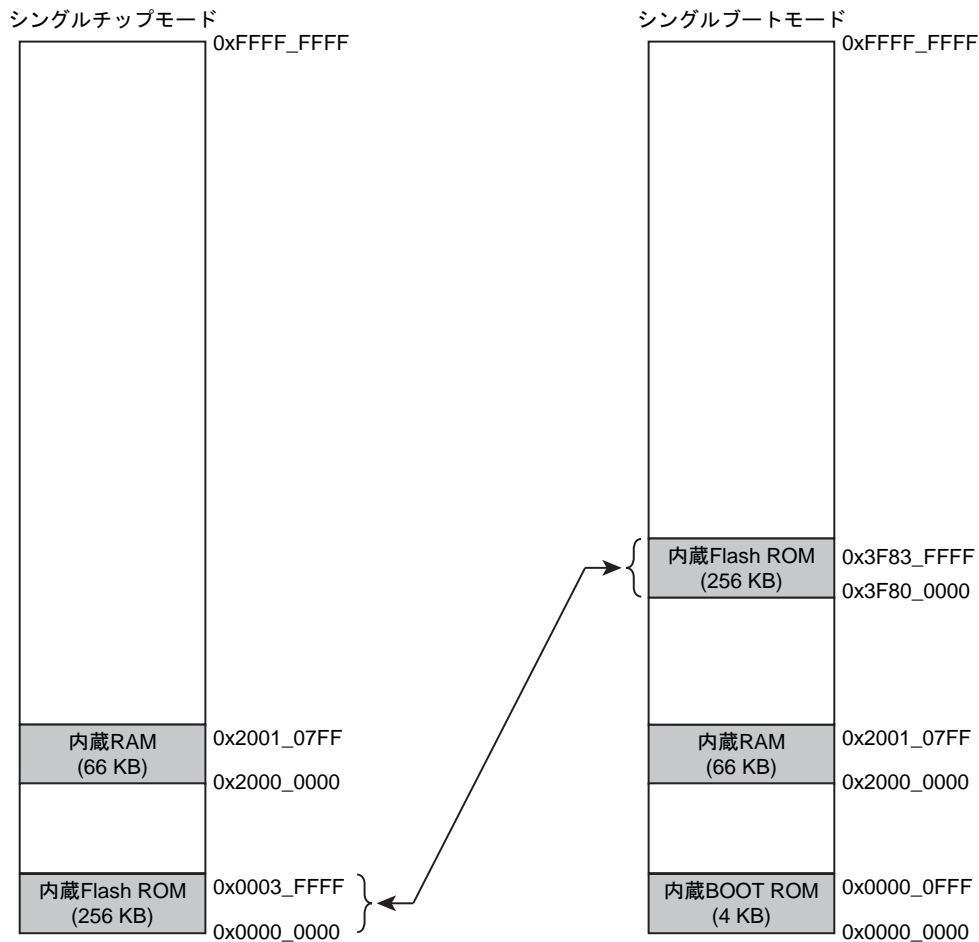 シングルチップモード
0xFFFF_FFFF
内蔵RAM
(66 KB)
0x2001_07FF
0x2000_0000
内蔵Flash ROM
(256 KB)
0x0003_FFFF
0x0000_0000
シングルブートモード
0xFFFF_FFFF
内蔵Flash ROM
(256 KB)
0x3F83_FFFF
0x3F80_0000
内蔵RAM
(66 KB)
0x2001_07FF
0x2000_0000
内蔵BOOT ROM
(4 KB)
0x0000_0FFF
0x0000_0000